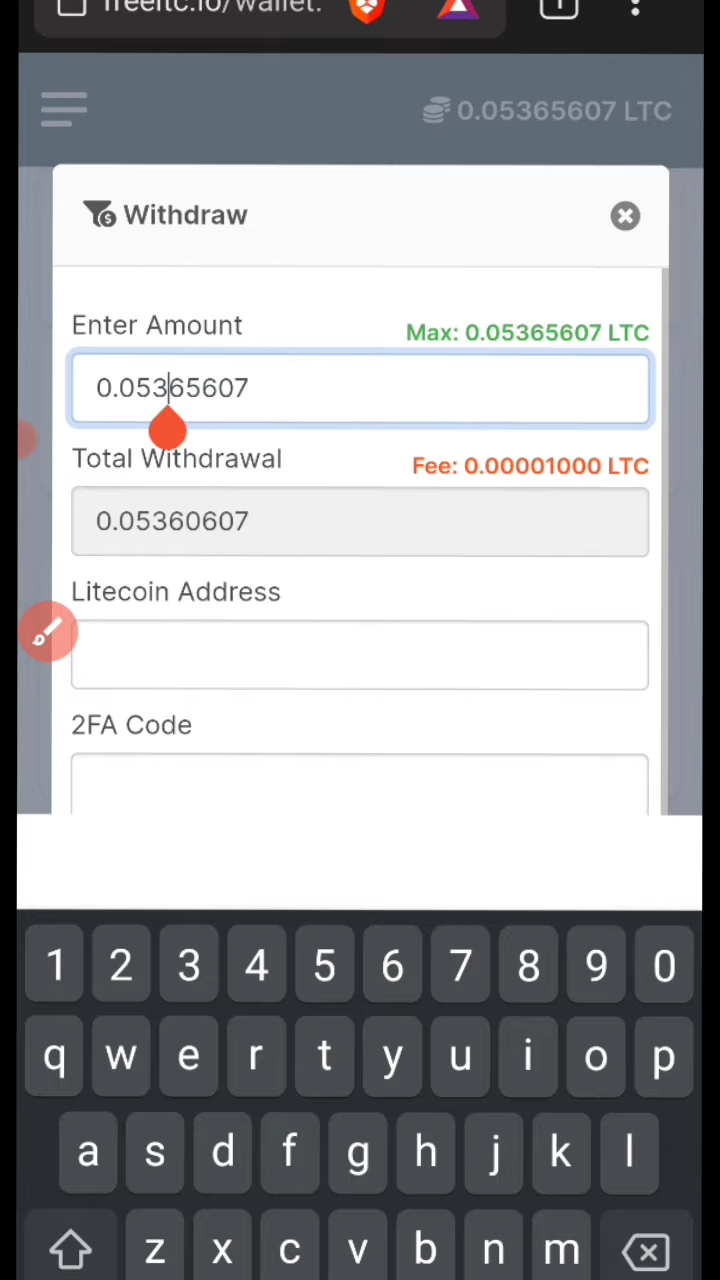 freeltc.io/wallet.
0.05365607 LTC
Withdraw
Enter Amount
Max: 0.05365607 LTC
0.05365607
Total Withdrawal
Fee: 0.00001000 LTC
0.05360607
Litecoin Address
2FA Code
1 2 3 4 5 6 7 8 9 0
q w e r t y u i o p
a s d f g h j k l
z x c v b n m